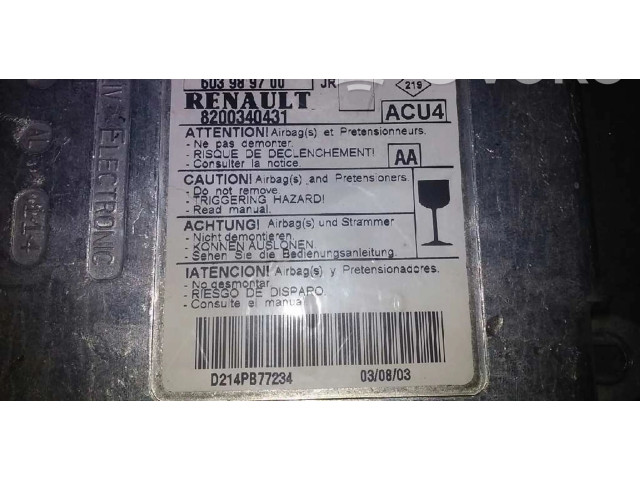 603 98 97 00 JR 219
RENAULT
8200340431 ACU4
ATTENTION! Airbag(s) et Pretensionneurs.
- Ne pas demonter.
- RISQUE DE DECLENCHEMENT!
- Consulter la notice. AA
CAUTION! Airbag(s) and Pretensioners.
- Do not remove.
- TRIGGERING HAZARD!
- Read manual.
ACHTUNG! Airbag(s) und Strammer
- Nicht demontieren.
- KONNEN AUSLONEN
- Sehen Sie die Bedienungsanleitung.
IATENCION! Airbag(s) y Pretensionadores.
- No desmontar.
- RIESGO DE DISPARO.
- Consulte el manual
D214PB77234 03/08/03
ELECTRONIC